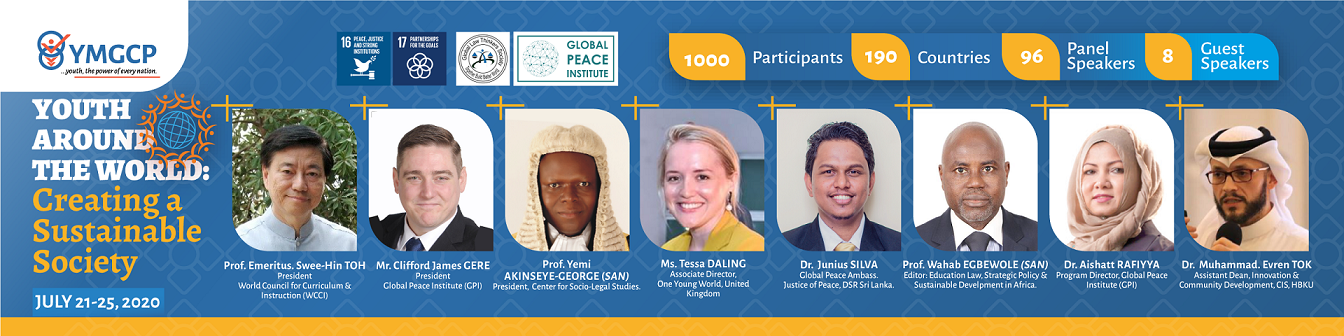 YMGCP
..youth, the power of every nation.
16 PEACE, JUSTICE
AND STRONG
INSTITUTIONS
17 PARTNERSHIPS
FOR THE GOALS
GLOBAL
PEACE
INSTITUTE
1000 Participants
190 Countries
96 Panel
Speakers
8 Guest
Speakers
YOUTH
AROUND
THE WORLD:
Creating a
Sustainable
Society
JULY 21-25, 2020
Prof. Emeritus. Swee-Hin TOH
President
World Council for Curriculum &
Instruction (WCCI)
Mr. Clifford James GERE
President
Global Peace Institute (GPI)
Prof. Yemi
AKINSEYE-GEORGE (SAN)
President, Center for Socio-Legal Studies.
Ms. Tessa DALING
Associate Director,
One Young World, United
Kingdom
Dr. Junius SILVA
Global Peace Ambass.
Justice of Peace, DSR Sri Lanka.
Prof. Wahab EGBEWOLE (SAN)
Editor: Education Law, Strategic Policy &
Sustainable Develpment in Africa.
Dr. Aishatt RAFIYYA
Program Director, Global Peace
Institute (GPI)
Dr. Muhammad. Evren TOK
Assistant Dean, Innovation &
Community Development, CIS, HBKU